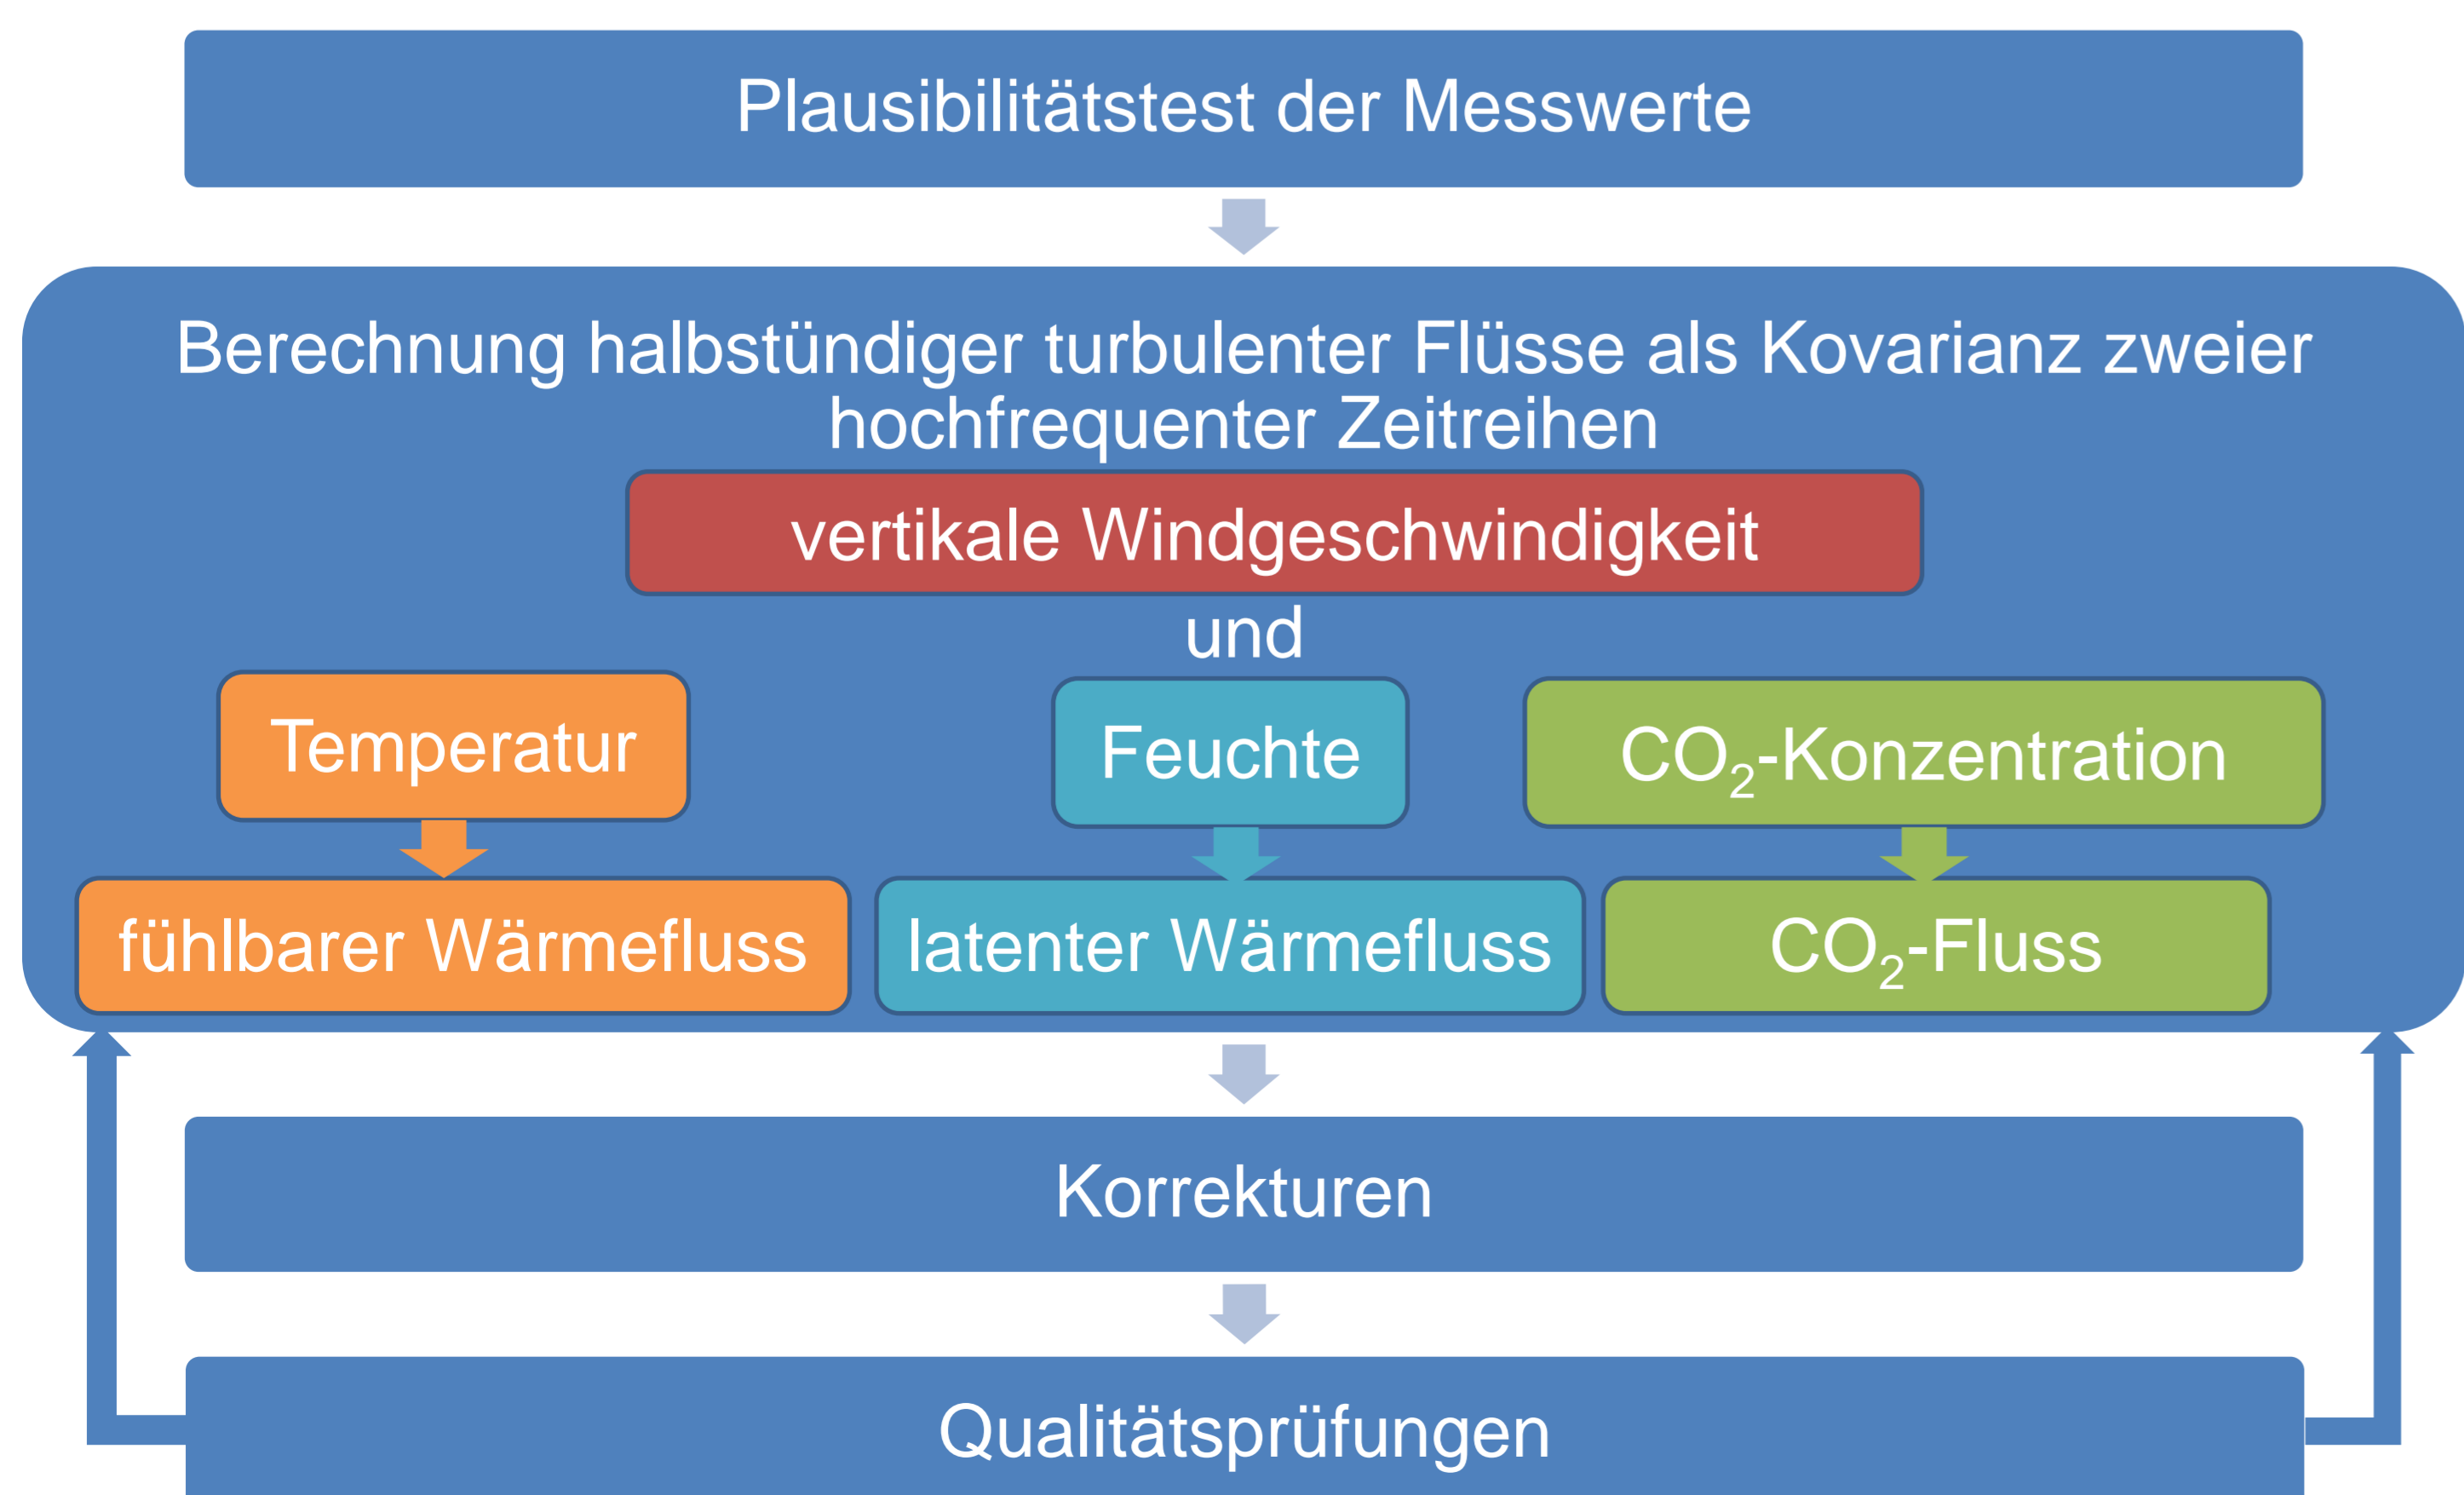 Plausibilitätstest der Messwerte
Berechnung halbstündiger turbulenter Flüsse als Kovarianz zweier
hochfrequenter Zeitreihen
vertikale Windgeschwindigkeit
und
Temperatur
Feuchte
CO₂-Konzentration
fühlbarer Wärmefluss
latenter Wärmefluss
CO₂-Fluss
Korrekturen
Qualitätsprüfungen